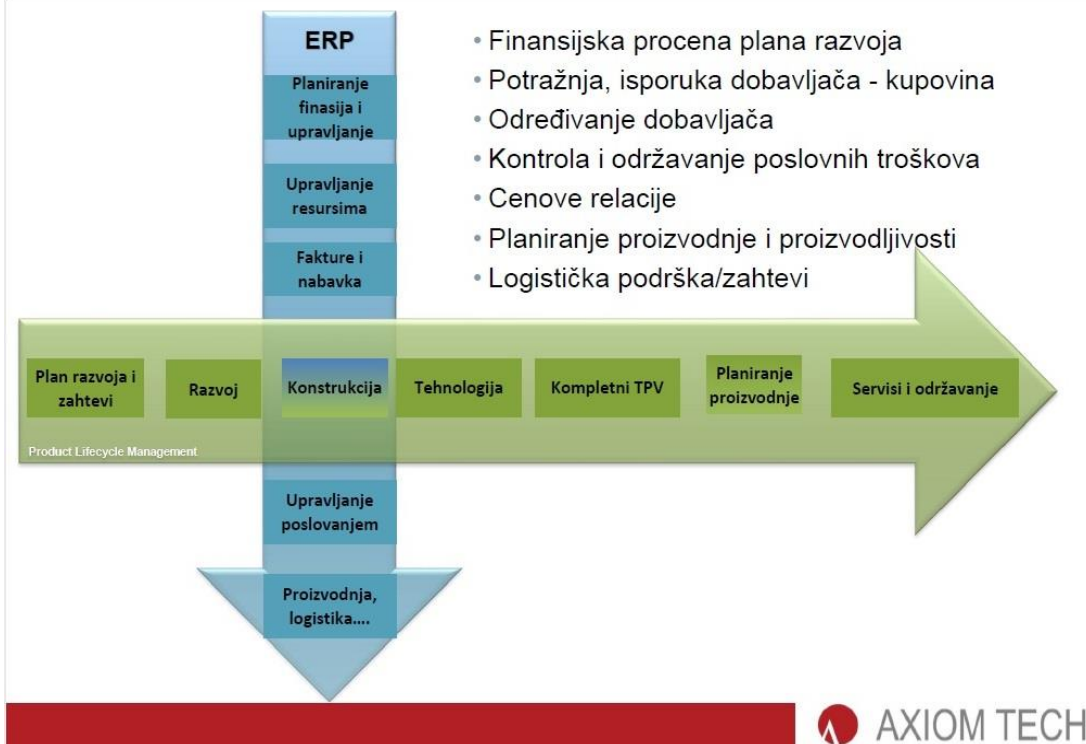 ERP
Planiranje
finasija i
upravljanje
Upravljanje
resursima
Fakture i
nabavka
• Finansijska procena plana razvoja
• Potražnja, isporuka dobavljača - kupovina
• Određivanje dobavljača
• Kontrola i održavanje poslovnih troškova
• Cenove relacije
• Planiranje proizvodnje i proizvodljivosti
• Logistička podrška/zahtevi
Plan razvoja i
zahtevi
Razvoj
Konstrukcija
Tehnologija
Kompletni TPV
Planiranje
proizvodnje
Servisi i održavanje
Product Lifecycle Management
Upravljanje
poslovanjem
Proizvodnja,
logistika....
AXIOM TECH